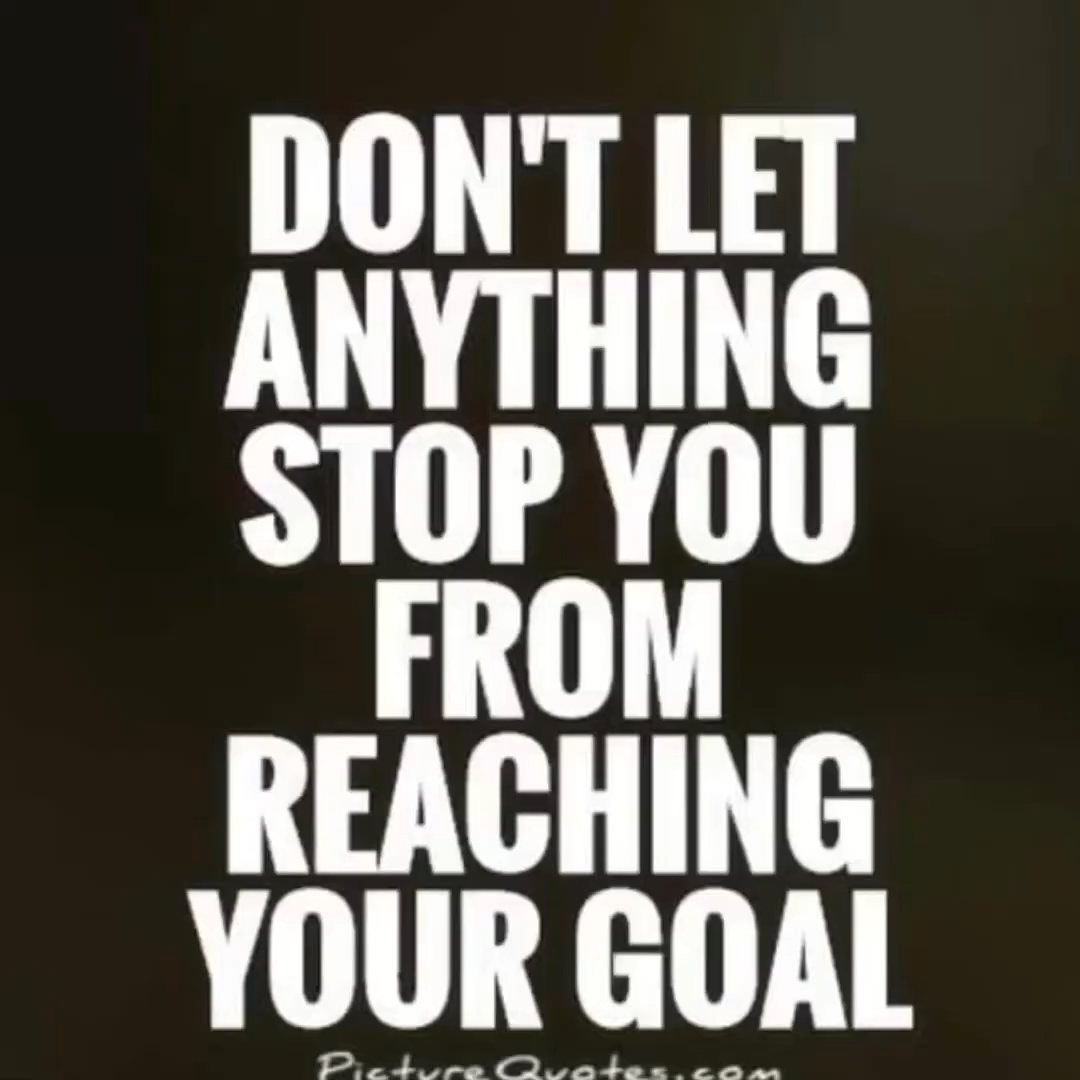 DON'T LET
ANYTHING
STOP YOU
FROM
REACHING
YOUR GOAL
PictureQuotes.com